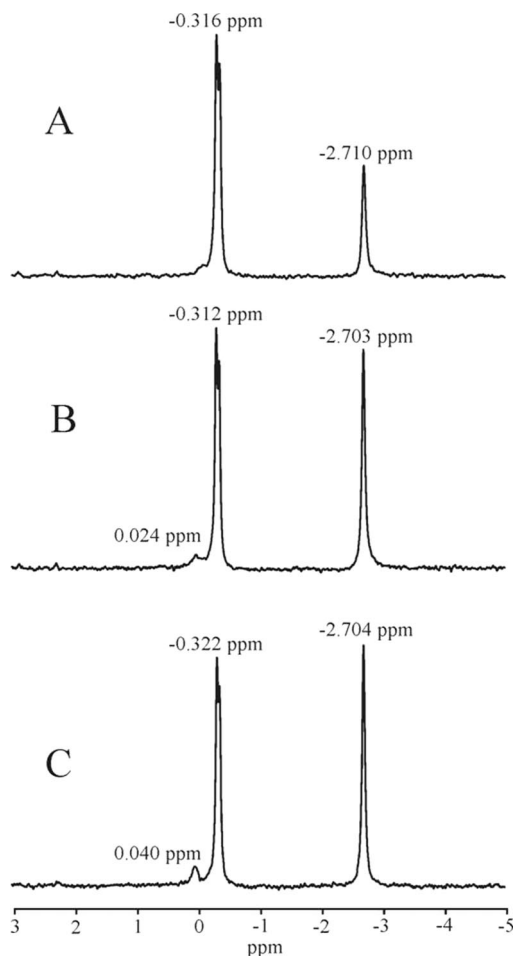 -0.316 ppm
A
-2.710 ppm
-0.312 ppm
-2.703 ppm
B
0.024 ppm
-2.704 ppm
-0.322 ppm
C
0.040 ppm
3 2 1 0 -1 -2 -3 -4 -5
ppm